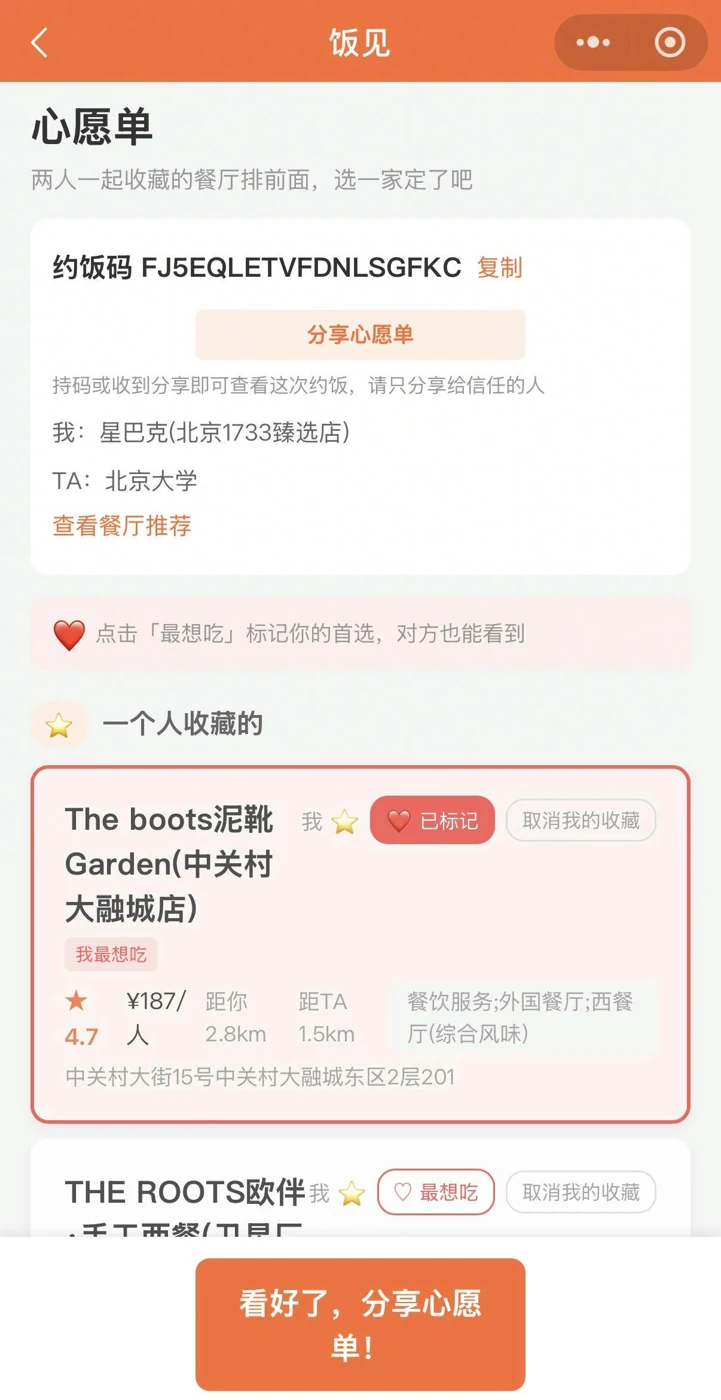 饭见
心愿单
两人一起收藏的餐厅排前面，选一家定了吧
约饭码 FJ5EQLETVFDNLSGFKC 复制
分享心愿单
持码或收到分享即可查看这次约饭，请只分享给信任的人
我：星巴克(北京1733臻选店)
TA：北京大学
查看餐厅推荐
点击「最想吃」标记你的首选，对方也能看到
一个人收藏的
The boots泥靴 我 已标记 取消我的收藏
Garden(中关村
大融城店)
我最想吃
★ ¥187/ 距你 距TA 餐饮服务;外国餐厅;西餐
4.7 人 2.8km 1.5km 厅(综合风味)
中关村大街15号中关村大融城东区2层201
THE ROOTS欧伴 我 ♡ 最想吃 取消我的收藏
·手工西餐(卫星厂
看好了，分享心愿
单！